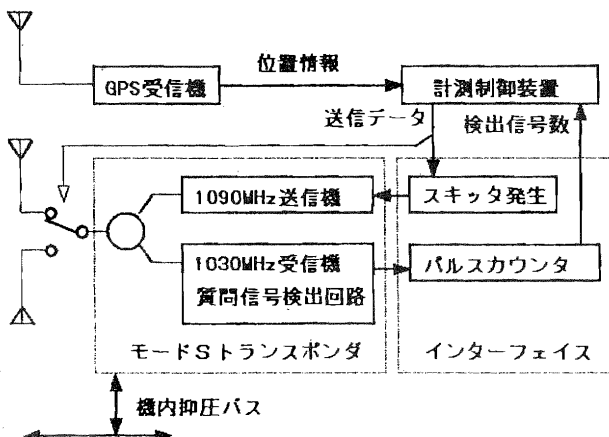 位置情報
GPS受信機
計測制御装置
送信データ
検出信号数
1090MHz送信機
スキッタ発生
1030MHz受信機
質問信号検出回路
パルスカウンタ
モードSトランスポンダ
インターフェイス
機内抑圧バス